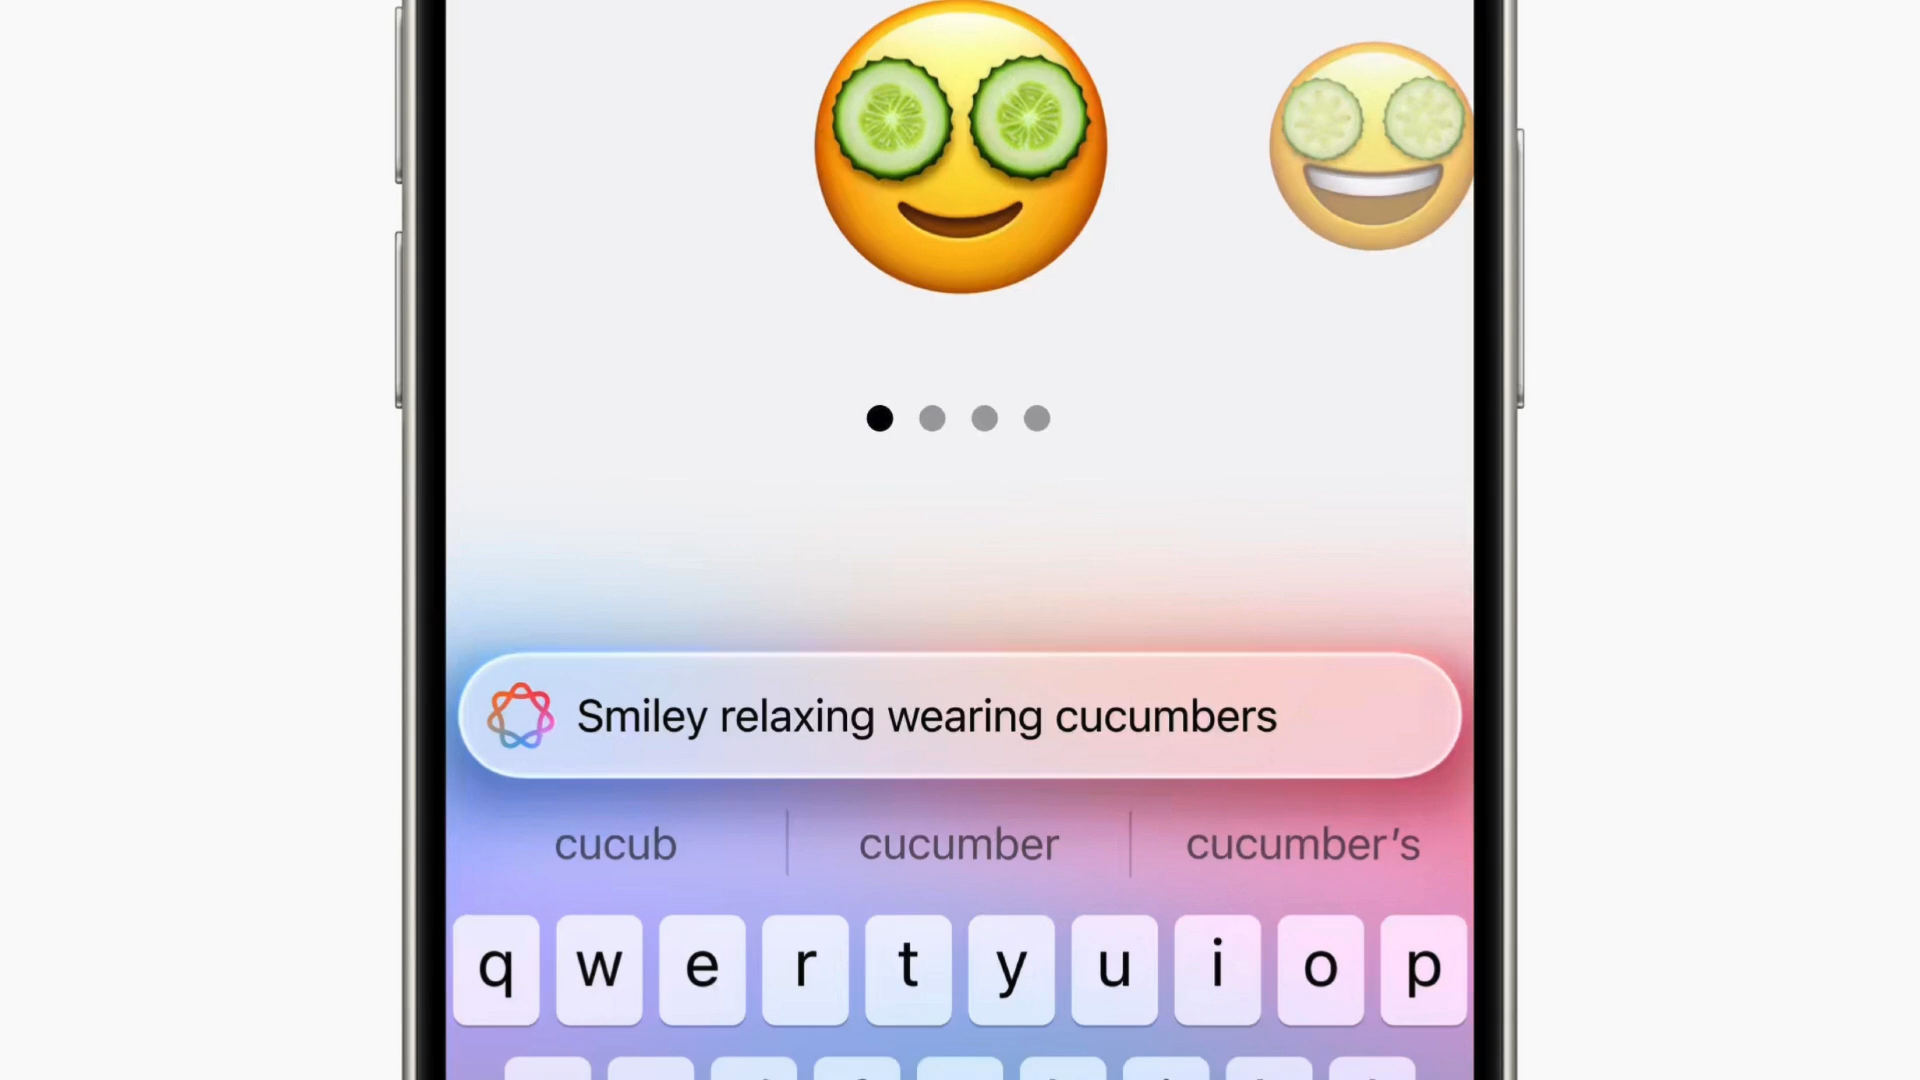 Smiley relaxing wearing cucumbers
cucub cucumber cucumber’s
q w e r t y u i o p